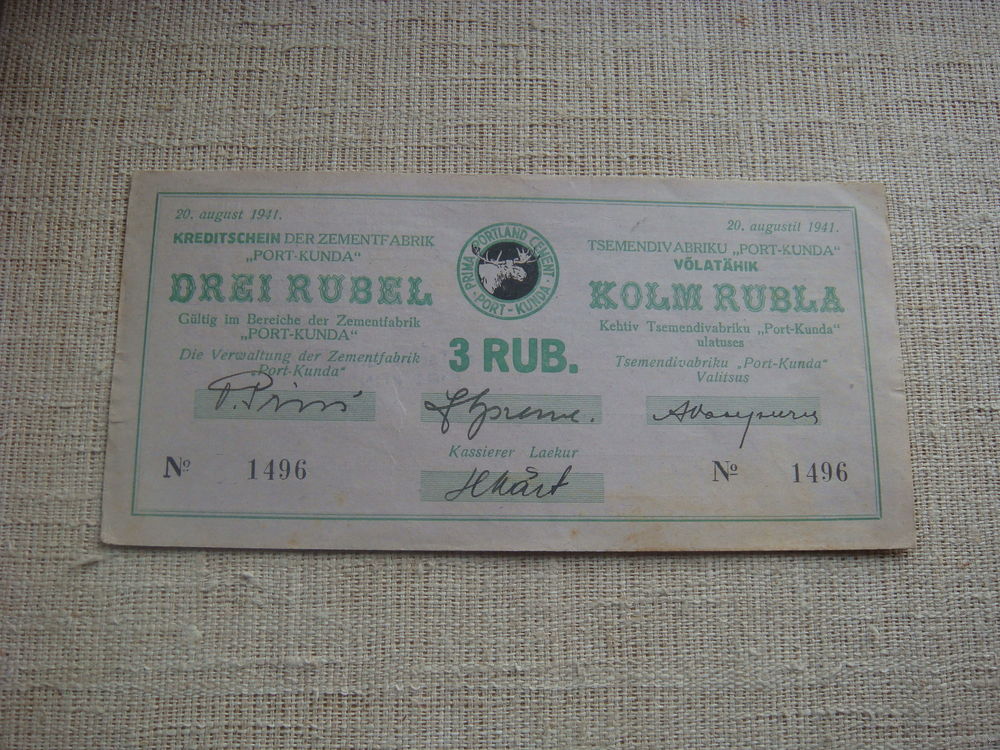 20. august 1941.
KREDITSCHEIN DER ZEMENTFABRIK
„PORT-KUNDA“
DREI RUBEL
Gültig im Bereiche der Zementfabrik
„PORT-KUNDA“
Die Verwaltung der Zementfabrik
„Port-Kunda“
PRIMA PORTLAND CEMENT
· PORT-KUNDA ·
3 RUB.
Kassierer Laekur
20. augustil 1941.
TSEMENDIVABRIKU „PORT-KUNDA“
VÕLATÄHIK
KOLM RUBLA
Kehtiv Tsemendivabriku „Port-Kunda“
ulatuses
Tsemendivabriku „Port-Kunda“
Valitsus
№ 1496
№ 1496